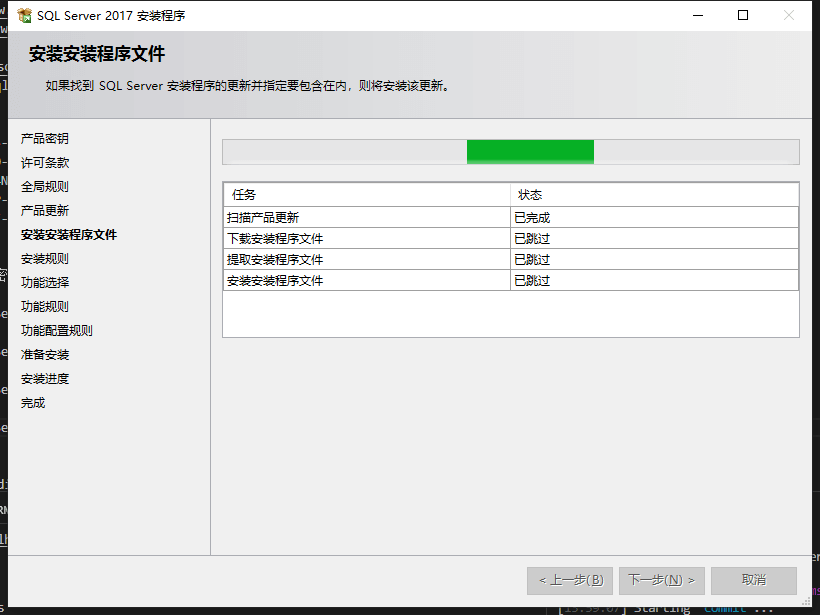 SQL Server 2017 安装程序
安装安装程序文件
如果找到 SQL Server 安装程序的更新并指定要包含在内，则将安装该更新。
产品密钥
许可条款
全局规则
产品更新
安装安装程序文件
安装规则
功能选择
功能规则
功能配置规则
准备安装
安装进度
完成
任务 状态
扫描产品更新 已完成
下载安装程序文件 已跳过
提取安装程序文件 已跳过
安装安装程序文件 已跳过
< 上一步(B) 下一步(N) > 取消
Starting 'commit' ...